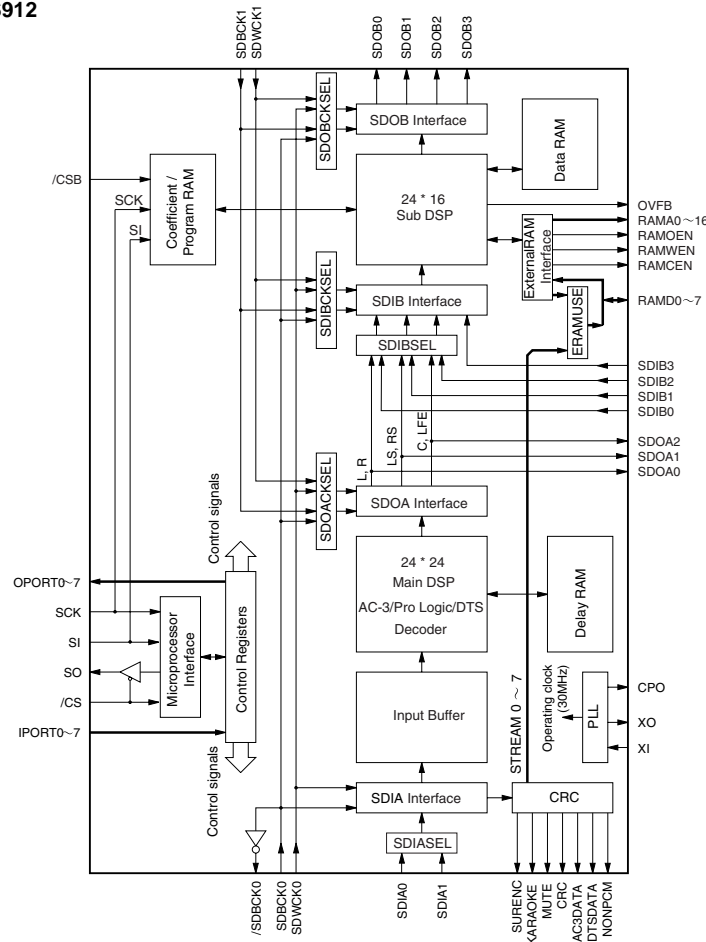 SDBCK1
SDWCK1
SDOB0
SDOB1
SDOB2
SDOB3
SDOBCKSEL
SDOB Interface
Data RAM
/CSB
SCK
SI
Coefficient /
Program RAM
24 * 16
Sub DSP
ExternalRAM
Interface
OVFB
RAMA0～16
RAMOEN
RAMWEN
RAMCEN
RAMD0～7
ERAMUSE
SDIBCKSEL
SDIB Interface
SDIBSEL
SDIB3
SDIB2
SDIB1
SDIB0
L, R
LS, RS
C, LFE
SDOA2
SDOA1
SDOA0
SDOACKSEL
SDOA Interface
Control signals
OPORT0~7
SCK
SI
SO
/CS
IPORT0~7
Microprocessor
Interface
Control Registers
24 * 24
Main DSP
AC-3/Pro Logic/DTS
Decoder
Delay RAM
Input Buffer
STREAM 0 ～ 7
Operating clock
(30MHz)
PLL
CPO
XO
XI
Control signals
SDIA Interface
CRC
SDIASEL
/SDBCK0
SDBCK0
SDWCK0
SDIA0
SDIA1
SURENC
KARAOKE
MUTE
CRC
AC3DATA
DTSDATA
NONPCM